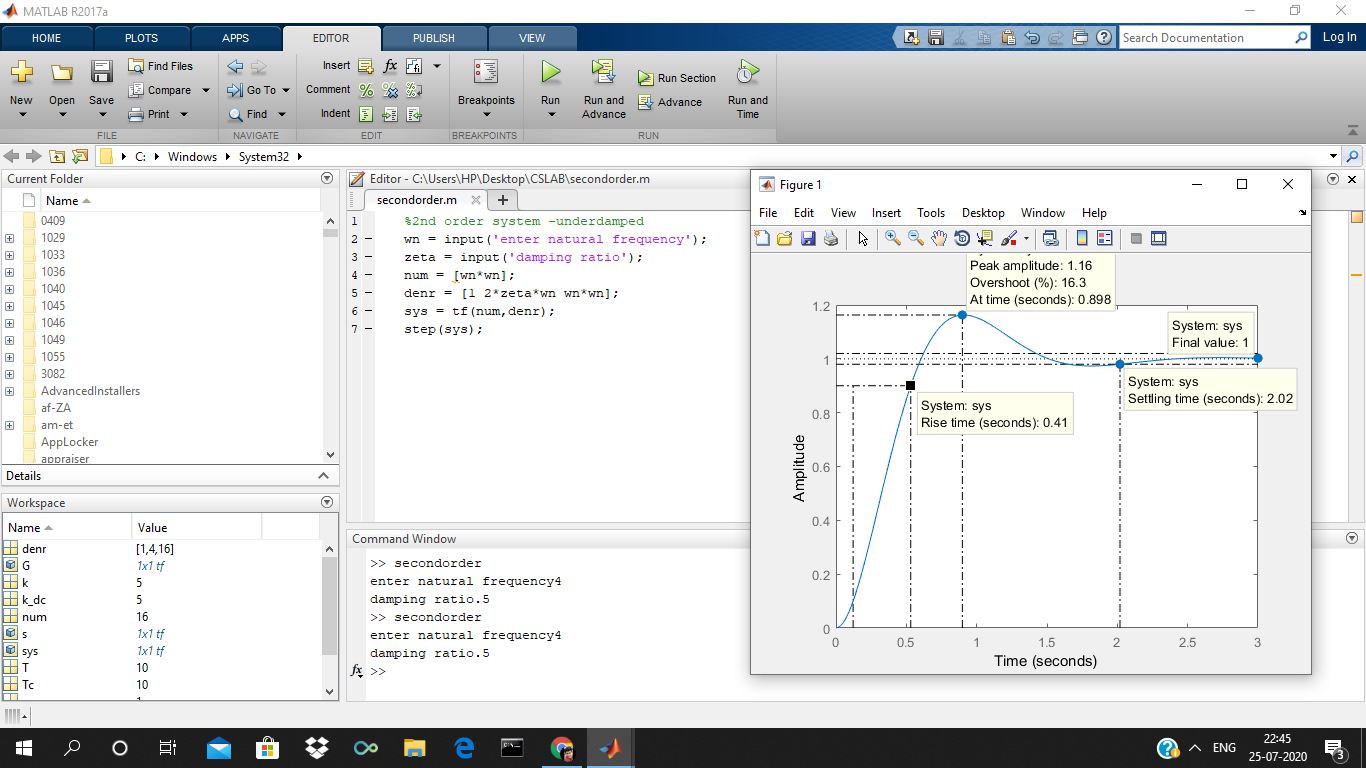 MATLAB R2017a
HOME PLOTS APPS EDITOR PUBLISH VIEW
Search Documentation
Log In
New
Open
Save
Find Files
Compare
Print
FILE
Go To
Find
NAVIGATE
Insert
Comment
Indent
EDIT
Breakpoints
BREAKPOINTS
Run
Run and
Advance
Run Section
Advance
Run and
Time
RUN
C: Windows System32
Current Folder
Name
0409
1029
1033
1036
1040
1045
1046
1049
1055
3082
AdvancedInstallers
af-ZA
am-et
AppLocker
appraiser
Details
Workspace
Name Value
denr [1,4,16]
G 1x1 tf
k 5
k_dc 5
num 16
s 1x1 tf
sys 1x1 tf
T 10
Tc 10
Editor - C:\Users\HP\Desktop\CSLAB\secondorder.m
secondorder.m
1 %2nd order system -underdamped
2 – wn = input('enter natural frequency');
3 – zeta = input('damping ratio');
4 – num = [wn*wn];
5 – denr = [1 2*zeta*wn wn*wn];
6 – sys = tf(num,denr);
7 – step(sys);
Command Window
>> secondorder
enter natural frequency4
damping ratio.5
>> secondorder
enter natural frequency4
damping ratio.5
fx >>
Figure 1
File Edit View Insert Tools Desktop Window Help
Peak amplitude: 1.16
Overshoot (%): 16.3
At time (seconds): 0.898
System: sys
Final value: 1
System: sys
Settling time (seconds): 2.02
System: sys
Rise time (seconds): 0.41
1.2
1
0.8
0.6
0.4
0.2
0
Amplitude
0 0.5 1 1.5 2 2.5 3
Time (seconds)
ENG
22:45
25-07-2020
3